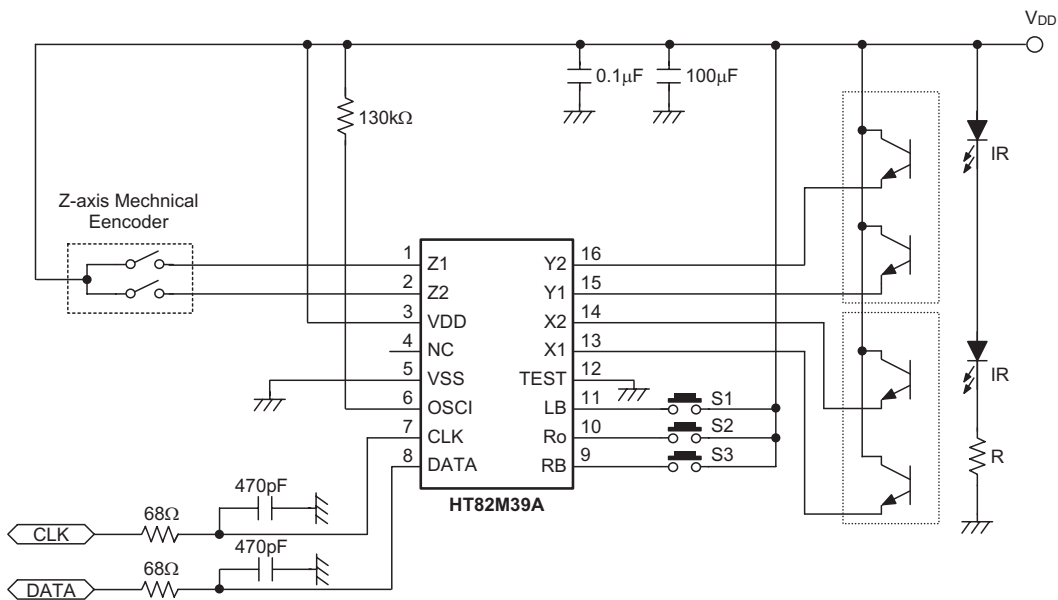 VDD
0.1μF
100μF
130kΩ
IR
Z-axis Mechnical
Eencoder
1 Z1
2 Z2
3 VDD
4 NC
5 VSS
6 OSCI
7 CLK
8 DATA
Y2 16
Y1 15
X2 14
X1 13
TEST 12
LB 11
Ro 10
RB 9
S1
S2
S3
IR
R
HT82M39A
470pF
68Ω
CLK
470pF
68Ω
DATA